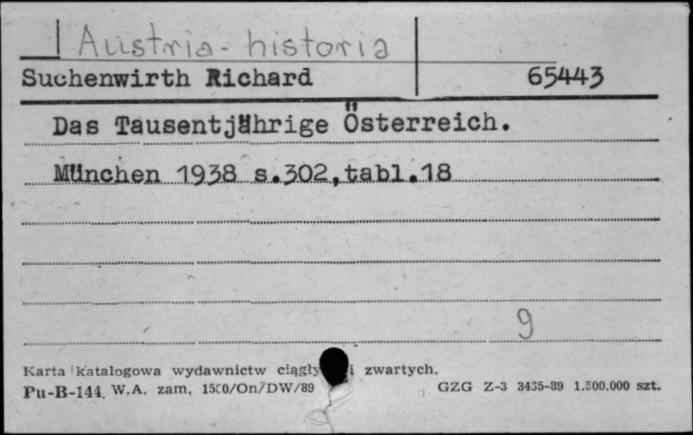 Austria - historia
Suchenwirth Richard 65443
Das Tausentjährige Österreich.
München 1938 s.302,tabl.18
9
Karta katalogowa wydawnictw ciągły i zwartych.
Pu-B-144. W.A. zam. 1500/On/DW/89 GZG Z-3 3435-89 1.500.000 szt.